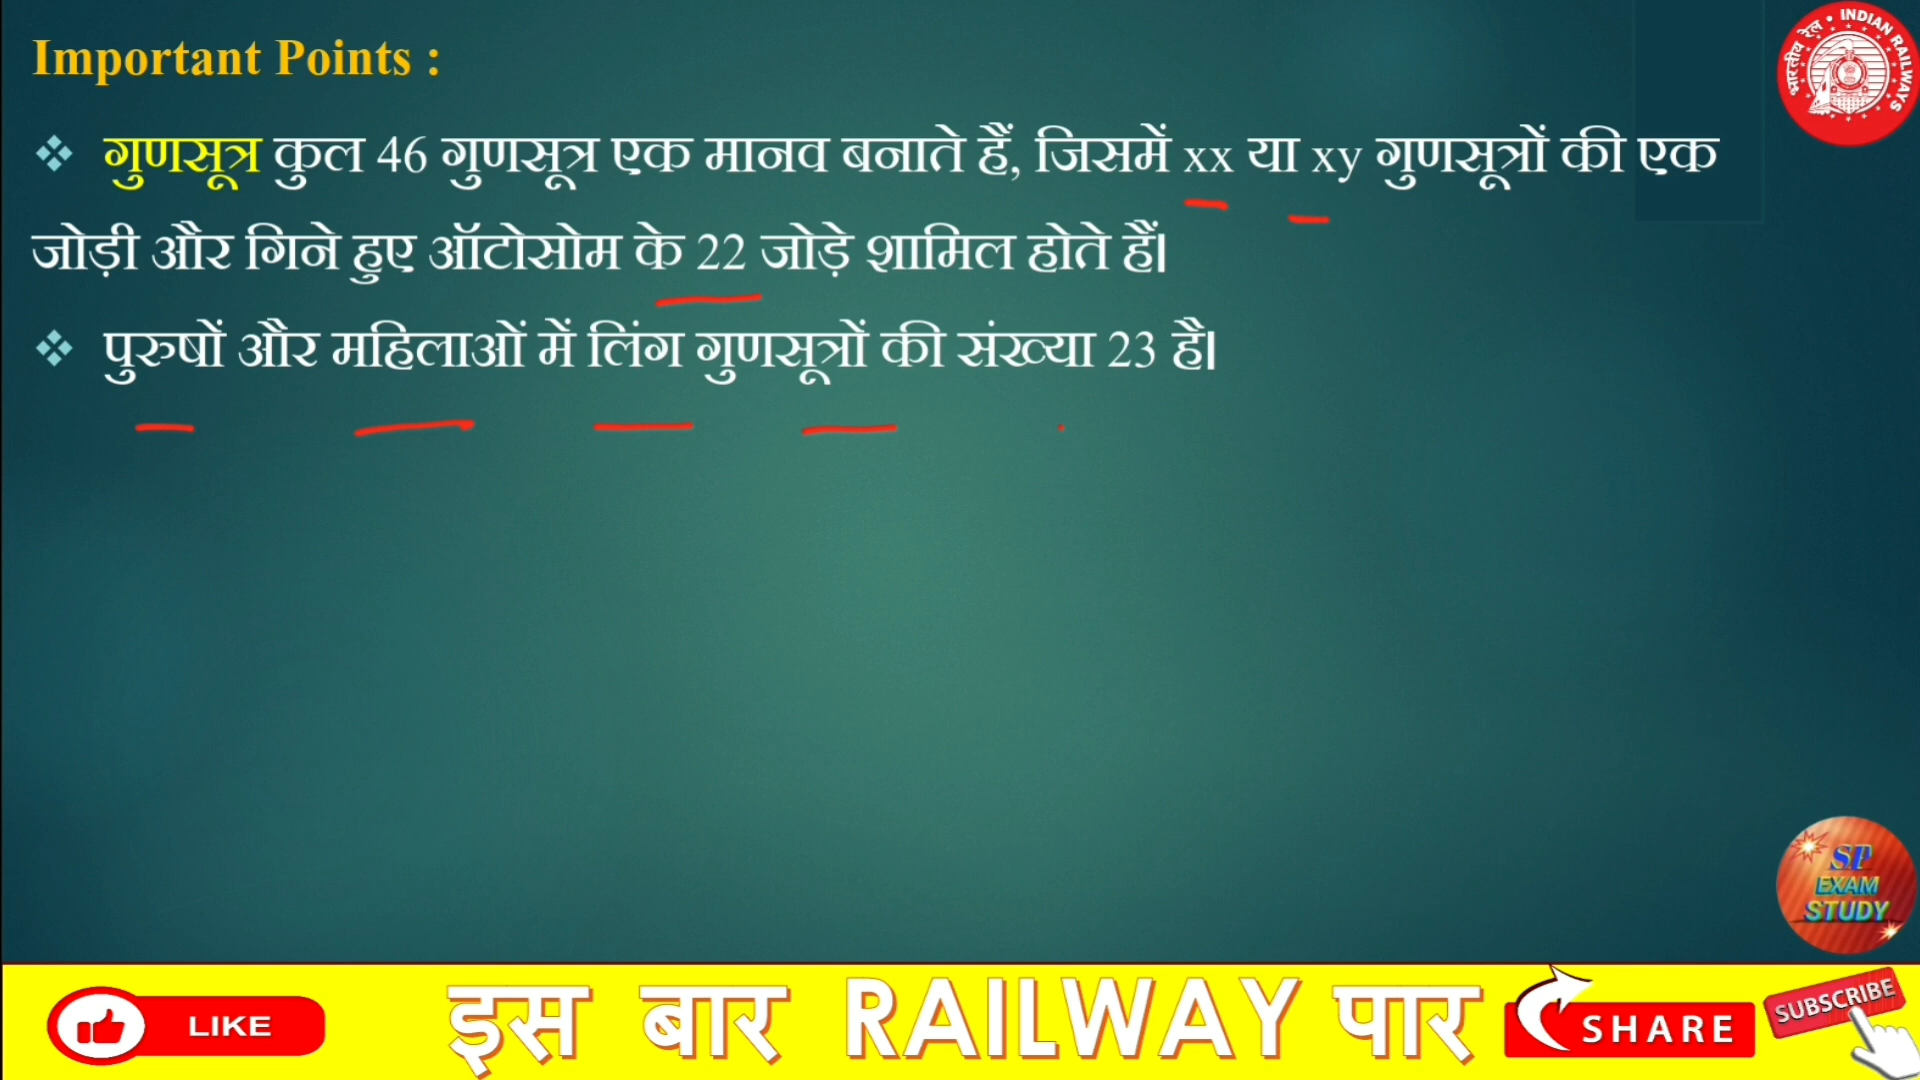 Important Points :
भारतीय रेल • INDIAN RAILWAYS
❖ गुणसूत्र कुल 46 गुणसूत्र एक मानव बनाते हैं, जिसमें xx या xy गुणसूत्रों की एक
जोड़ी और गिने हुए ऑटोसोम के 22 जोड़े शामिल होते हैं।
❖ पुरुषों और महिलाओं में लिंग गुणसूत्रों की संख्या 23 है।
SP
EXAM
STUDY
LIKE
इस बार RAILWAY पार
SHARE
SUBSCRIBE